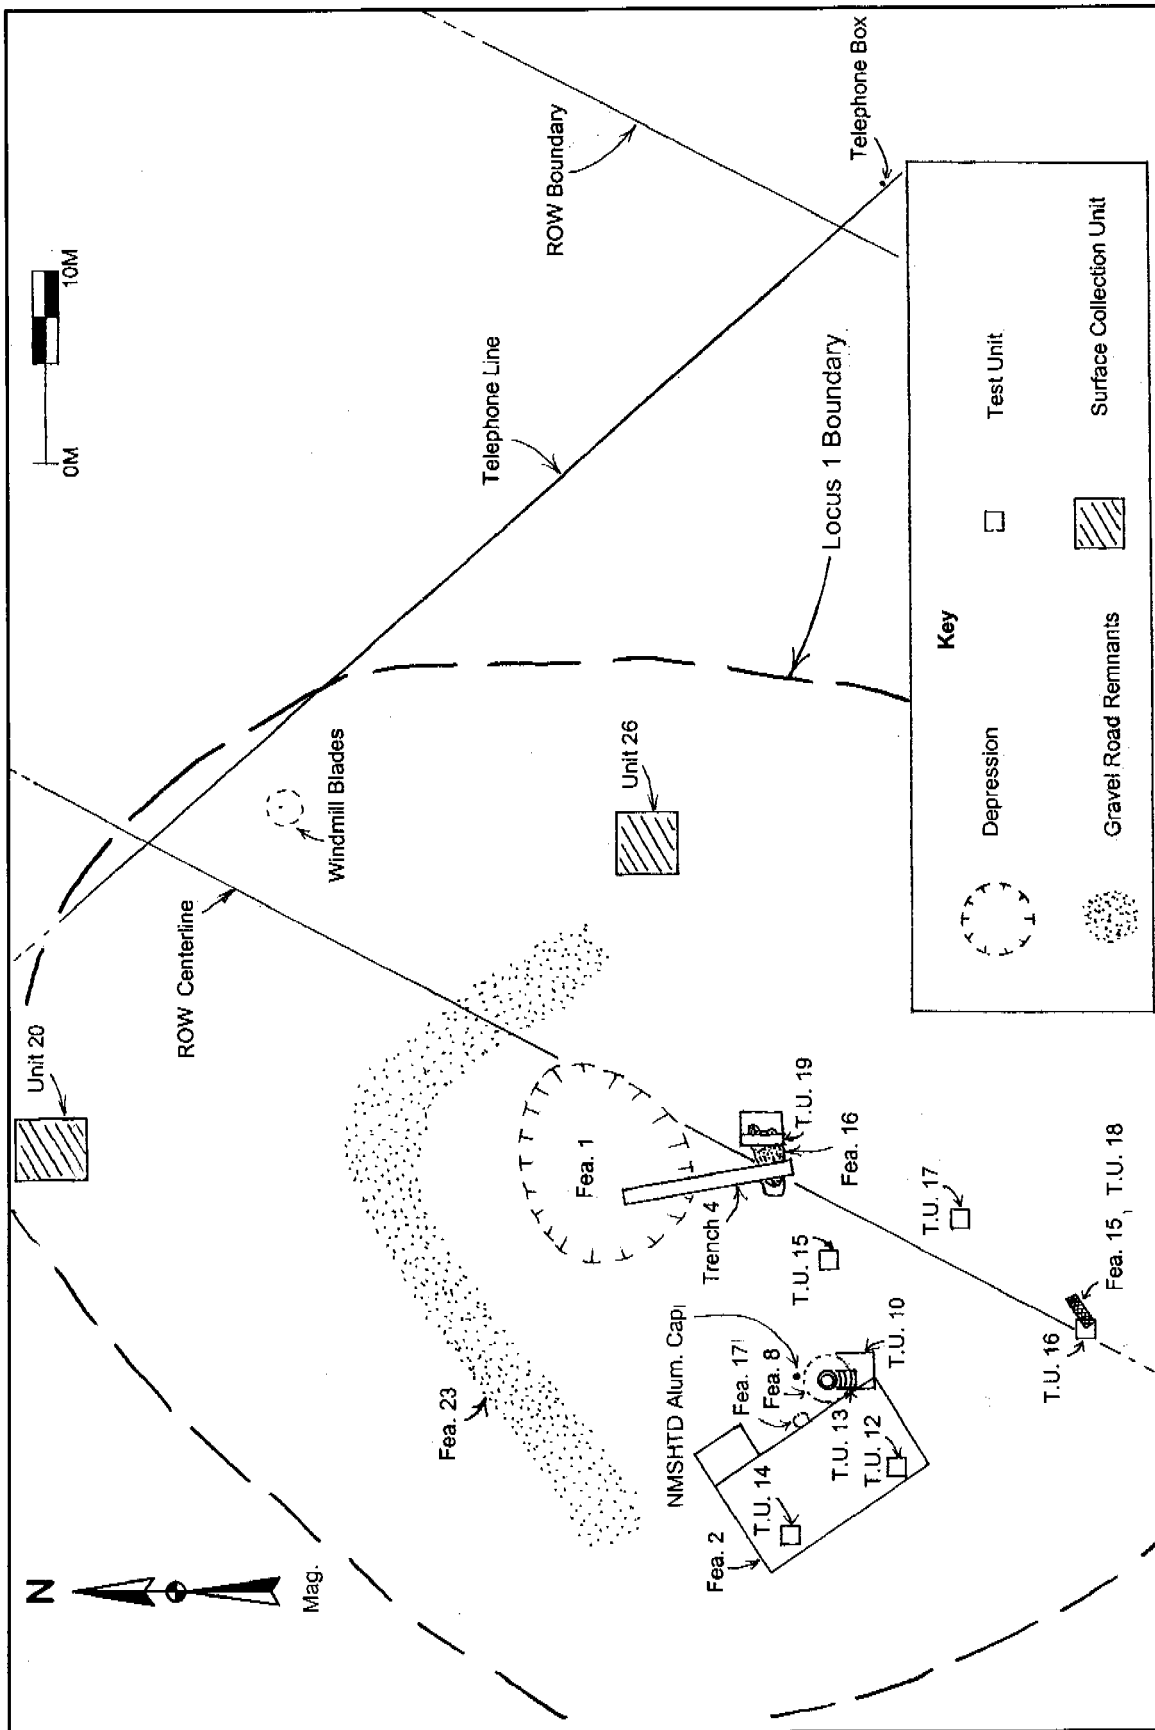 N
Mag.
Unit 20
0M
10M
ROW Centerline
Windmill Blades
Telephone Line
ROW Boundary
Telephone Box
Locus 1 Boundary
Unit 26
Fea. 23
Fea. 1
Trench 4
T.U. 19
Fea. 16
NMSHTD Alum. Cap
Fea. 17
Fea. 8
T.U. 15
T.U. 14
Fea. 2
T.U. 13
T.U. 12
T.U. 10
T.U. 17
T.U. 16
Fea. 15, T.U. 18
Key
Depression
Test Unit
Gravel Road Remnants
Surface Collection Unit